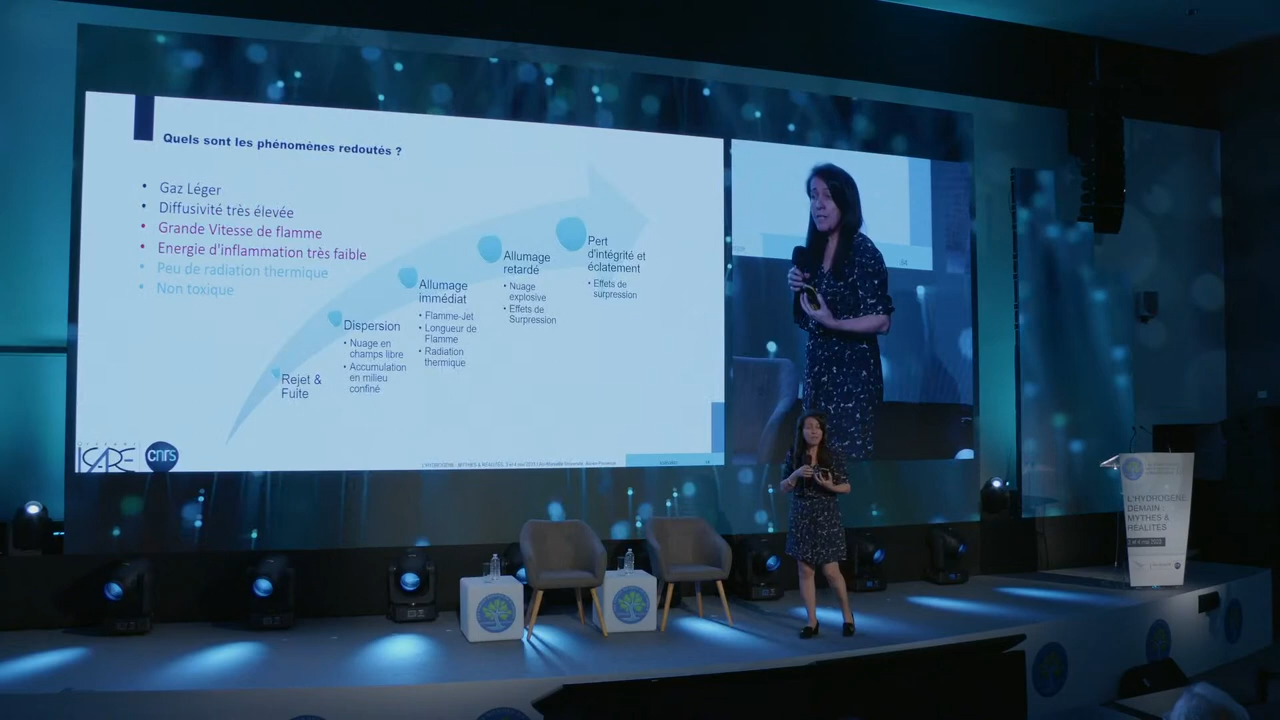 Quels sont les phénomènes redoutés ?
• Gaz Léger
• Diffusivité très élevée
• Grande Vitesse de flamme
• Energie d'inflammation très faible
• Peu de radiation thermique
• Non toxique
Rejet &
Fuite
Dispersion
• Nuage en
champs libre
• Accumulation
en milieu
confiné
Allumage
immédiat
• Flamme-Jet
• Longueur de
Flamme
• Radiation
thermique
Allumage
retardé
• Nuage
explosive
• Effets de
Surpression
Pert
d'intégrité et
éclatement
• Effets de
surpression
ICARE
cnrs
L'HYDROGÈNE
DEMAIN :
MYTHES &
RÉALITÉS